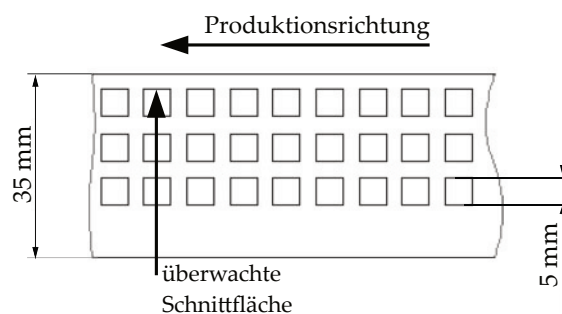 Produktionsrichtung
35 mm
5 mm
überwachte
Schnittfläche